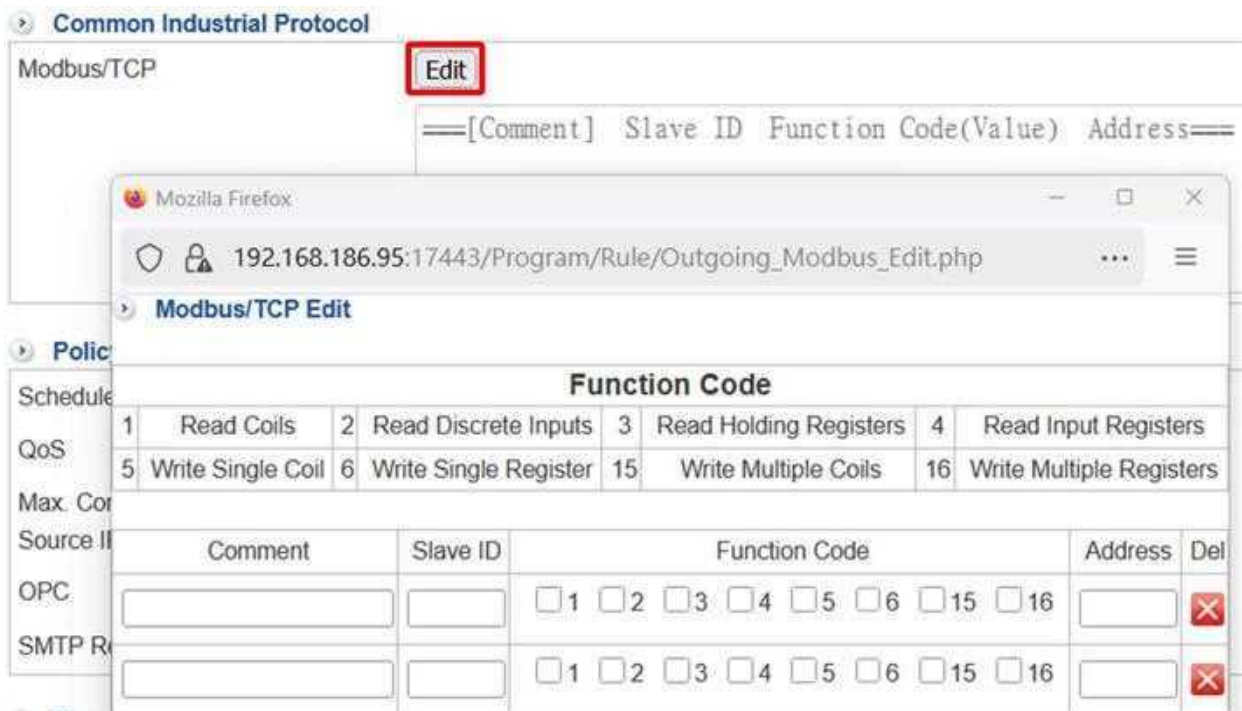 Common Industrial Protocol
Modbus/TCP Edit
===[Comment] Slave ID Function Code(Value) Address===
Mozilla Firefox
192.168.186.95:17443/Program/Rule/Outgoing_Modbus_Edit.php
Modbus/TCP Edit
Policy
Function Code
Schedule
1 Read Coils 2 Read Discrete Inputs 3 Read Holding Registers 4 Read Input Registers
QoS
5 Write Single Coil 6 Write Single Register 15 Write Multiple Coils 16 Write Multiple Registers
Max.
Source
Comment Slave ID Function Code Address Del
OPC
1 2 3 4 5 6 15 16
SMTP
1 2 3 4 5 6 15 16